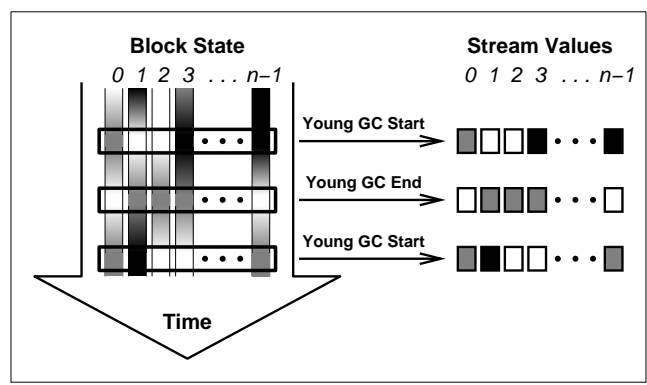 Block State
Stream Values
0 1 2 3 . . . n–1
0 1 2 3 . . . n–1
Young GC Start
Young GC End
Young GC Start
Time